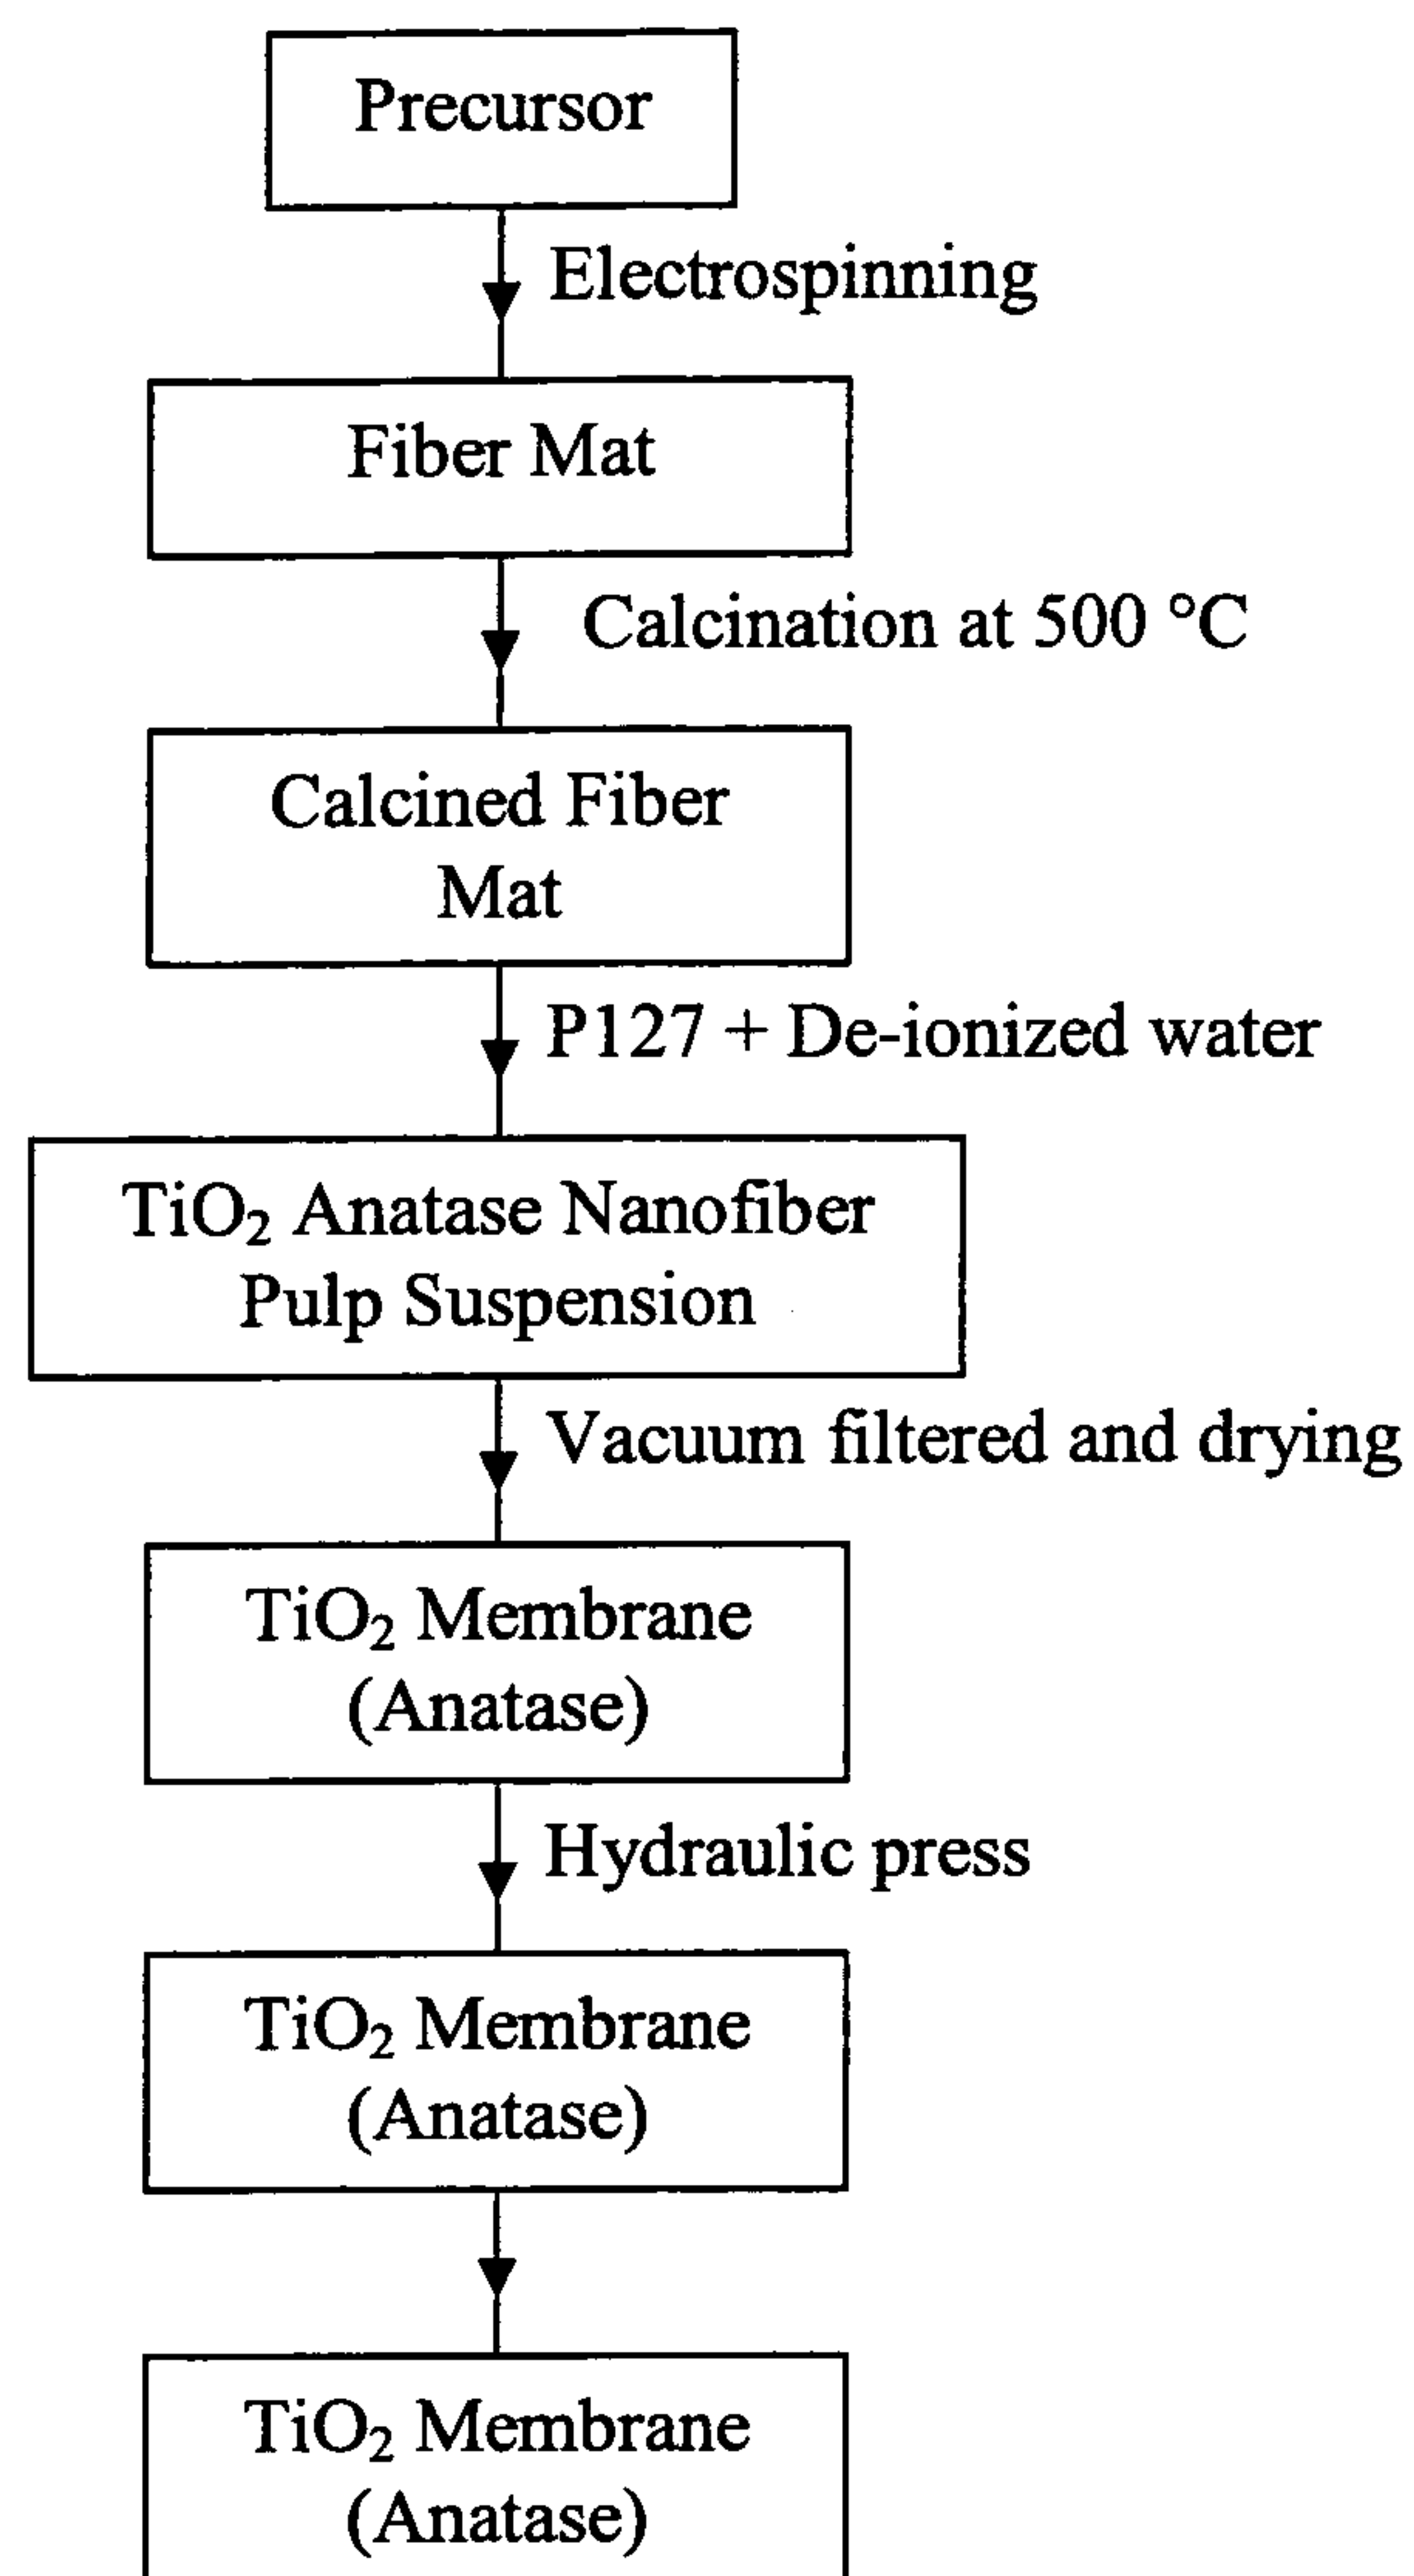 Precursor
Electrospinning
Fiber Mat
Calcination at 500 °C
Calcined Fiber
Mat
P127 + De-ionized water
TiO₂ Anatase Nanofiber
Pulp Suspension
Vacuum filtered and drying
TiO₂ Membrane
(Anatase)
Hydraulic press
TiO₂ Membrane
(Anatase)
TiO₂ Membrane
(Anatase)